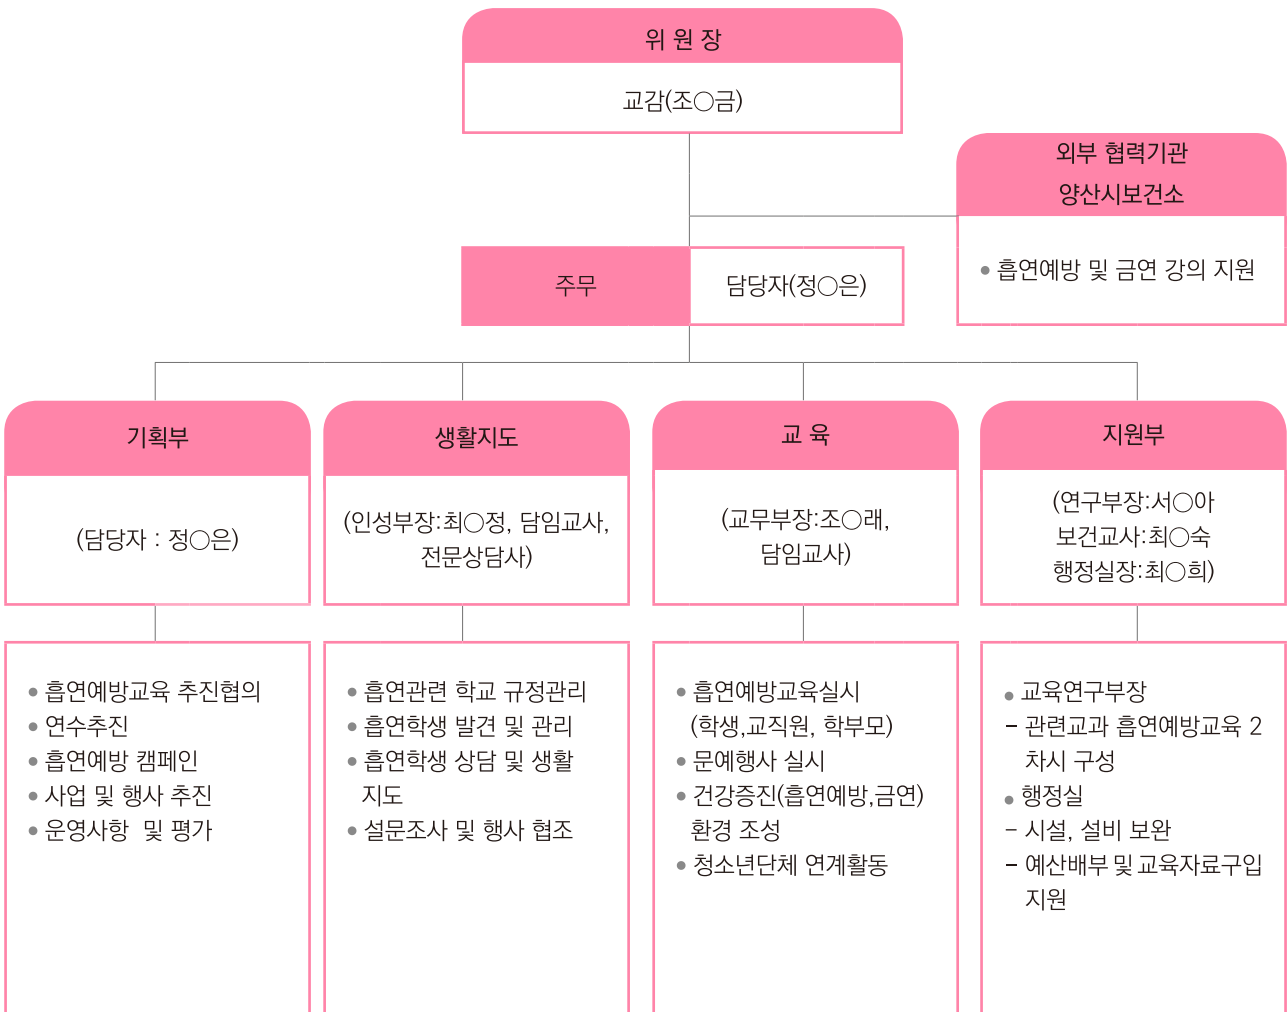 위 원 장
교감(조○금)
외부 협력기관
양산시보건소
● 흡연예방 및 금연 강의 지원
주무
담당자(정○은)
기획부
(담당자 : 정○은)
● 흡연예방교육 추진협의
● 연수추진
● 흡연예방 캠페인
● 사업 및 행사 추진
● 운영사항 및 평가
생활지도
(인성부장:최○정, 담임교사,
전문상담사)
● 흡연관련 학교 규정관리
● 흡연학생 발견 및 관리
● 흡연학생 상담 및 생활
지도
● 설문조사 및 행사 협조
교 육
(교무부장:조○래,
담임교사)
● 흡연예방교육실시
(학생,교직원, 학부모)
● 문예행사 실시
● 건강증진(흡연예방,금연)
환경 조성
● 청소년단체 연계활동
지원부
(연구부장:서○아
보건교사:최○숙
행정실장:최○희)
● 교육연구부장
– 관련교과 흡연예방교육 2
차시 구성
● 행정실
– 시설, 설비 보완
– 예산배부 및 교육자료구입
지원